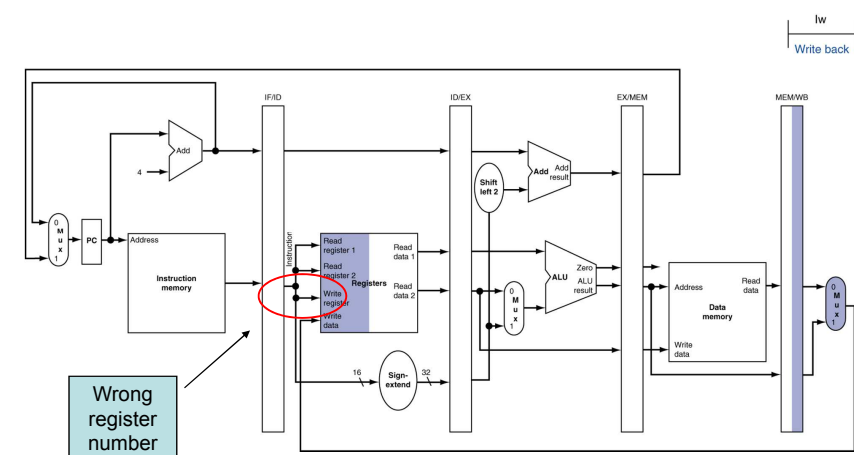 lw
Write back
IF/ID
ID/EX
EX/MEM
MEM/WB
Add
4
0
M
u
x
1
PC
Address
Instruction
memory
Instruction
Read
register 1
Read
register 2
Write
register
Write
data
Registers
Read
data 1
Read
data 2
16
Sign-
extend
32
Shift
left 2
Add
Add
result
0
M
u
x
1
ALU
Zero
ALU
result
Address
Write
data
Data
memory
Read
data
0
M
u
x
1
Wrong
register
number